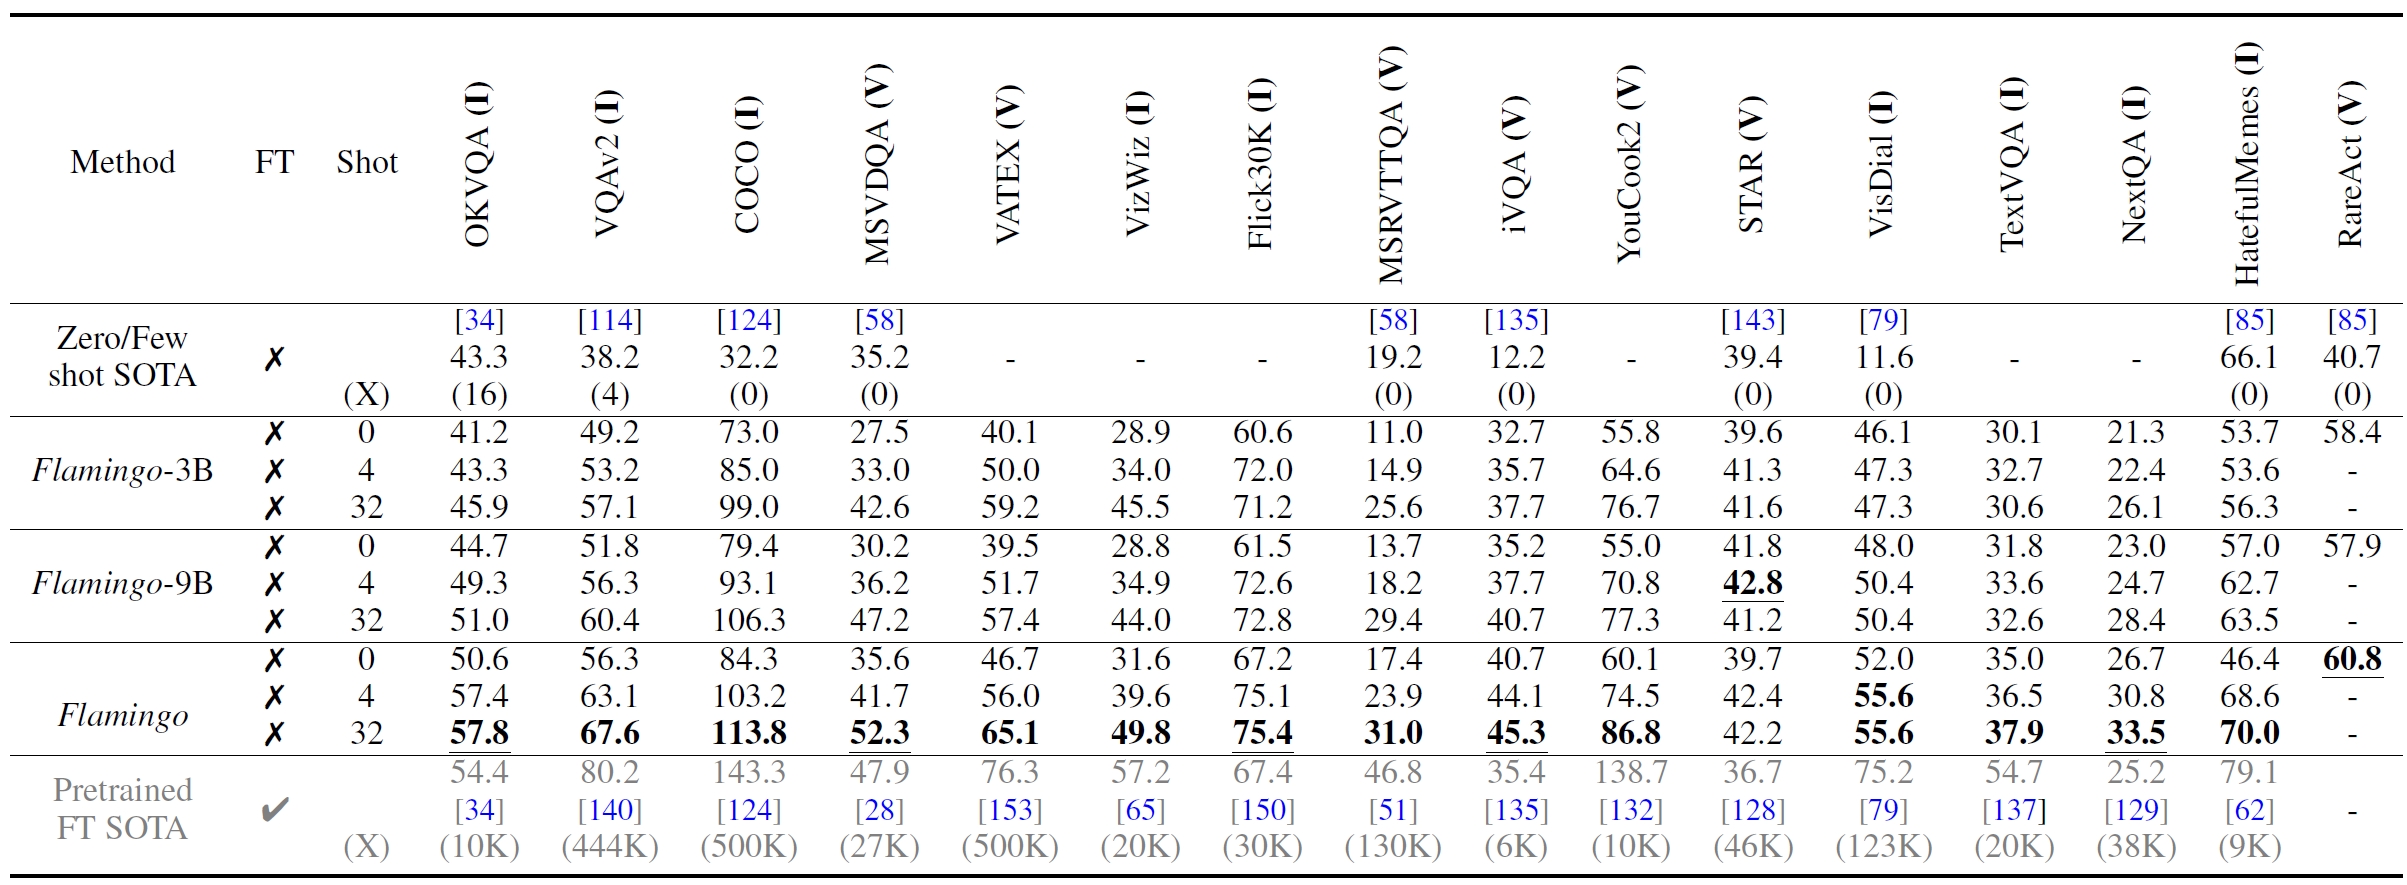 Method FT Shot OKVQA (I) VQAv2 (I) COCO (I) MSVDQA (V) VATEX (V) VizWiz (I) Flick30K (I) MSRVTTQA (V) iVQA (V) YouCook2 (V) STAR (V) VisDial (I) TextVQA (I) NextQA (I) HatefulMemes (I) RareAct (V)
[34] [114] [124] [58] [58] [135] [143] [79] [85] [85]
Zero/Few
shot SOTA ✗ 43.3 38.2 32.2 35.2 - - - 19.2 12.2 - 39.4 11.6 - - 66.1 40.7
(X) (16) (4) (0) (0) (0) (0) (0) (0) (0) (0)
✗ 0 41.2 49.2 73.0 27.5 40.1 28.9 60.6 11.0 32.7 55.8 39.6 46.1 30.1 21.3 53.7 58.4
Flamingo-3B ✗ 4 43.3 53.2 85.0 33.0 50.0 34.0 72.0 14.9 35.7 64.6 41.3 47.3 32.7 22.4 53.6 -
✗ 32 45.9 57.1 99.0 42.6 59.2 45.5 71.2 25.6 37.7 76.7 41.6 47.3 30.6 26.1 56.3 -
✗ 0 44.7 51.8 79.4 30.2 39.5 28.8 61.5 13.7 35.2 55.0 41.8 48.0 31.8 23.0 57.0 57.9
Flamingo-9B ✗ 4 49.3 56.3 93.1 36.2 51.7 34.9 72.6 18.2 37.7 70.8 42.8 50.4 33.6 24.7 62.7 -
✗ 32 51.0 60.4 106.3 47.2 57.4 44.0 72.8 29.4 40.7 77.3 41.2 50.4 32.6 28.4 63.5 -
✗ 0 50.6 56.3 84.3 35.6 46.7 31.6 67.2 17.4 40.7 60.1 39.7 52.0 35.0 26.7 46.4 60.8
✗ 4 57.4 63.1 103.2 41.7 56.0 39.6 75.1 23.9 44.1 74.5 42.4 55.6 36.5 30.8 68.6 -
Flamingo ✗ 32 57.8 67.6 113.8 52.3 65.1 49.8 75.4 31.0 45.3 86.8 42.2 55.6 37.9 33.5 70.0 -
54.4 80.2 143.3 47.9 76.3 57.2 67.4 46.8 35.4 138.7 36.7 75.2 54.7 25.2 79.1
Pretrained
FT SOTA ✔ [34] [140] [124] [28] [153] [65] [150] [51] [135] [132] [128] [79] [137] [129] [62] -
(X) (10K) (444K) (500K) (27K) (500K) (20K) (30K) (130K) (6K) (10K) (46K) (123K) (20K) (38K) (9K)